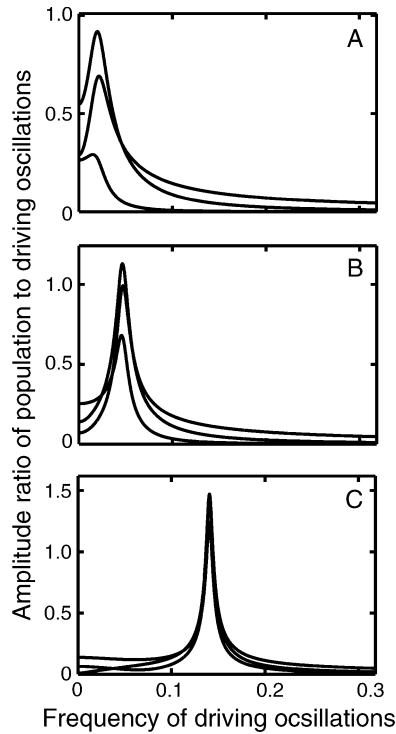 Amplitude ratio of population to driving oscillations
A
1.0
0.5
0
B
1.0
0.5
0
C
1.5
1.0
0.5
0
0 0.1 0.2 0.3
Frequency of driving ocsillations